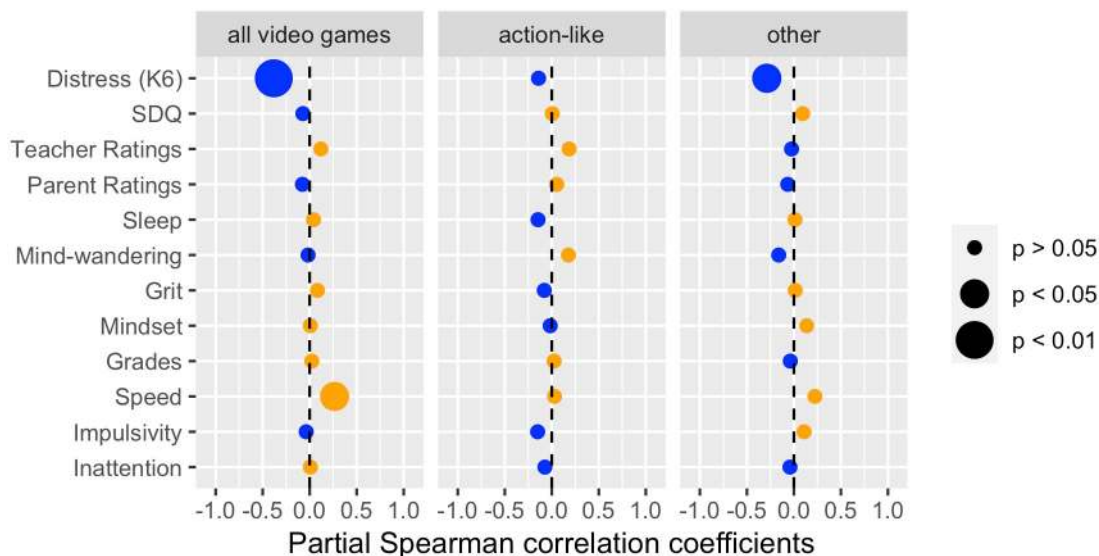 all video games action-like other
Distress (K6)
SDQ
Teacher Ratings
Parent Ratings
Sleep
Mind-wandering
Grit
Mindset
Grades
Speed
Impulsivity
Inattention
p > 0.05
p < 0.05
p < 0.01
-1.0 -0.5 0.0 0.5 1.0 -1.0 -0.5 0.0 0.5 1.0 -1.0 -0.5 0.0 0.5 1.0
Partial Spearman correlation coefficients